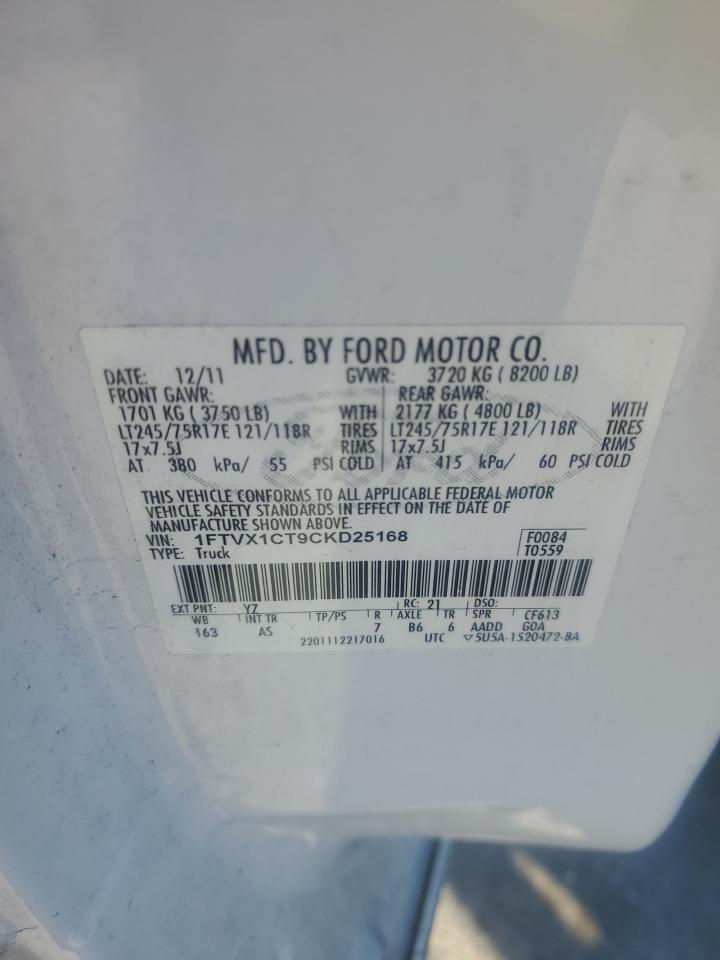 MFD. BY FORD MOTOR CO.
DATE: 12/11 GVWR: 3720 KG ( 8200 LB)
FRONT GAWR: REAR GAWR:
1701 KG ( 3750 LB) WITH 2177 KG ( 4800 LB) WITH
LT245/75R17E 121/118R TIRES LT245/75R17E 121/118R TIRES
17x7.5J RIMS 17x7.5J RIMS
AT 380 kPa/ 55 PSI COLD AT 415 kPa/ 60 PSI COLD
THIS VEHICLE CONFORMS TO ALL APPLICABLE FEDERAL MOTOR
VEHICLE SAFETY STANDARDS IN EFFECT ON THE DATE OF
MANUFACTURE SHOWN ABOVE.
VIN: 1FTVX1CT9CKD25168 F0084
TYPE: Truck T0559
EXT PNT: YZ RC: 21 DSO:
WB INT TR TP/PS R AXLE TR SPR CF613
163 AS 7 B6 6 AADD G0A
2201112217016 UTC ▽5U5A-1520472-BA